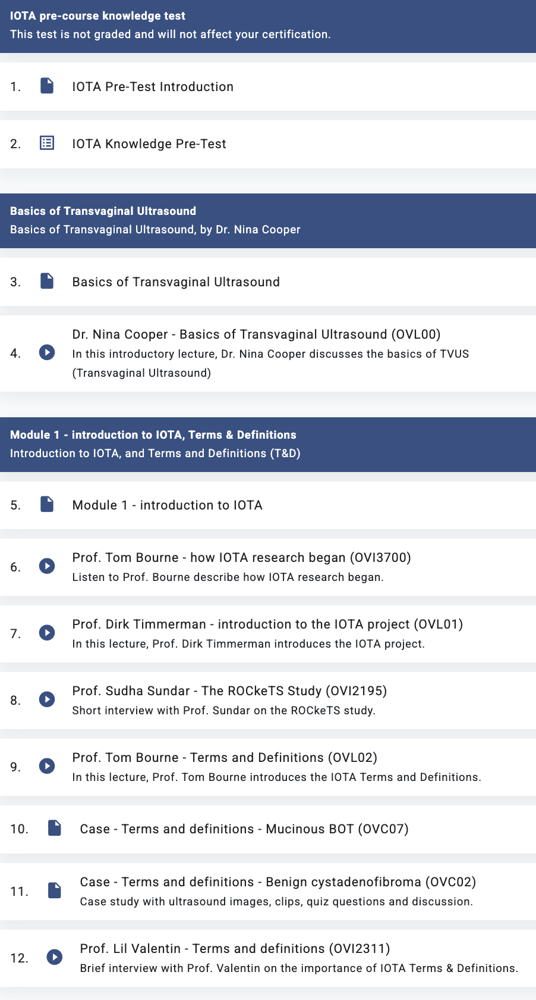 IOTA pre-course knowledge test
This test is not graded and will not affect your certification.
1. IOTA Pre-Test Introduction
2. IOTA Knowledge Pre-Test
Basics of Transvaginal Ultrasound
Basics of Transvaginal Ultrasound, by Dr. Nina Cooper
3. Basics of Transvaginal Ultrasound
Dr. Nina Cooper - Basics of Transvaginal Ultrasound (OVL00)
4. In this introductory lecture, Dr. Nina Cooper discusses the basics of TVUS
(Transvaginal Ultrasound)
Module 1 - introduction to IOTA, Terms & Definitions
Introduction to IOTA, and Terms and Definitions (T&D)
5. Module 1 - introduction to IOTA
6. Prof. Tom Bourne - how IOTA research began (OVI3700)
Listen to Prof. Bourne describe how IOTA research began.
7. Prof. Dirk Timmerman - introduction to the IOTA project (OVL01)
In this lecture, Prof. Dirk Timmerman introduces the IOTA project.
8. Prof. Sudha Sundar - The ROCkeTS Study (OVI2195)
Short interview with Prof. Sundar on the ROCkeTS study.
9. Prof. Tom Bourne - Terms and Definitions (OVL02)
In this lecture, Prof. Tom Bourne introduces the IOTA Terms and Definitions.
10. Case - Terms and definitions - Mucinous BOT (OVC07)
11. Case - Terms and definitions - Benign cystadenofibroma (OVC02)
Case study with ultrasound images, clips, quiz questions and discussion.
12. Prof. Lil Valentin - Terms and definitions (OVI2311)
Brief interview with Prof. Valentin on the importance of IOTA Terms & Definitions.